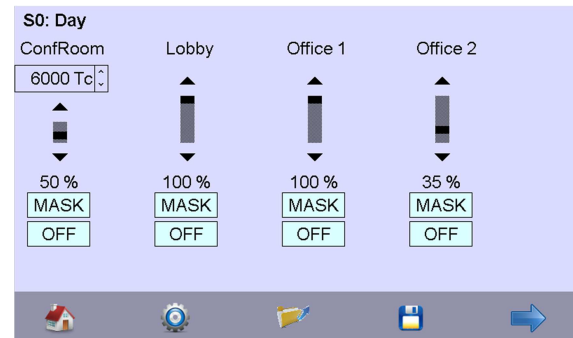 S0: Day
ConfRoom Lobby Office 1 Office 2
6000 Tc
50 % 100 % 100 % 35 %
MASK MASK MASK MASK
OFF OFF OFF OFF